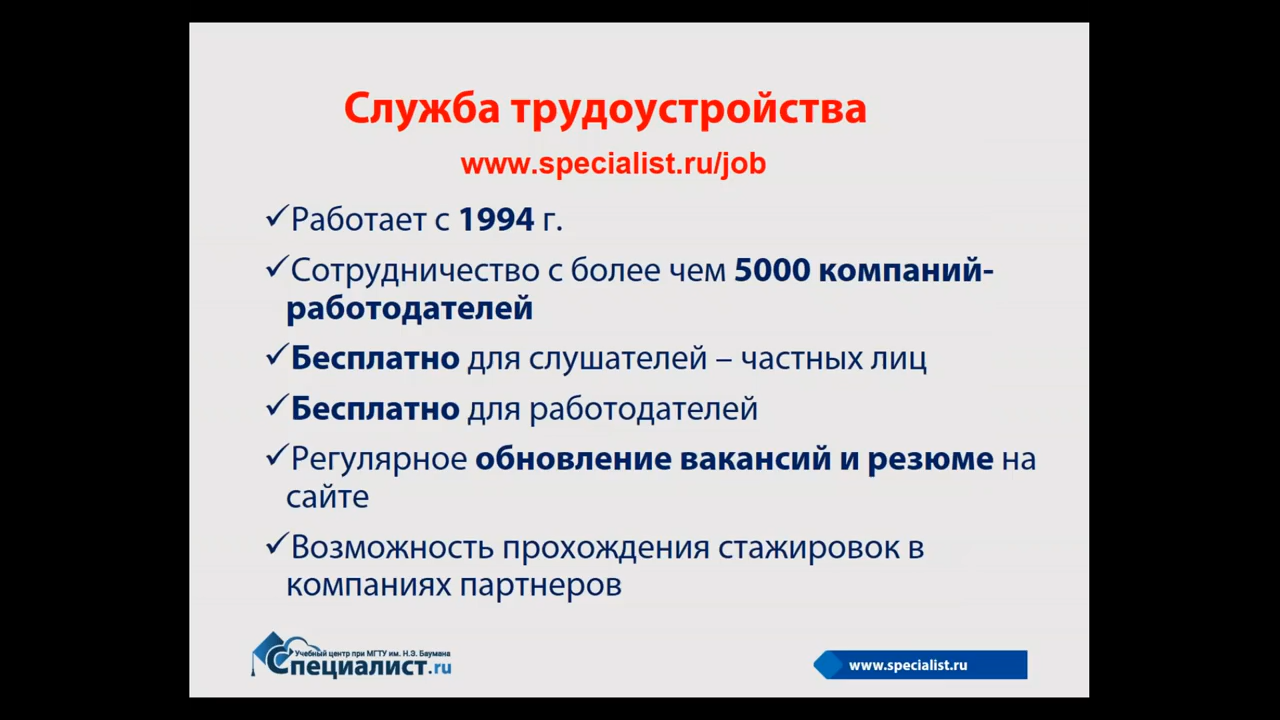 Служба трудоустройства
www.specialist.ru/job
✓Работает с 1994 г.
✓Сотрудничество с более чем 5000 компаний-
работодателей
✓Бесплатно для слушателей – частных лиц
✓Бесплатно для работодателей
✓Регулярное обновление вакансий и резюме на
сайте
✓Возможность прохождения стажировок в
компаниях партнеров
Учебный центр при МГТУ им. Н.Э. Баумана
Специалист.ru
www.specialist.ru